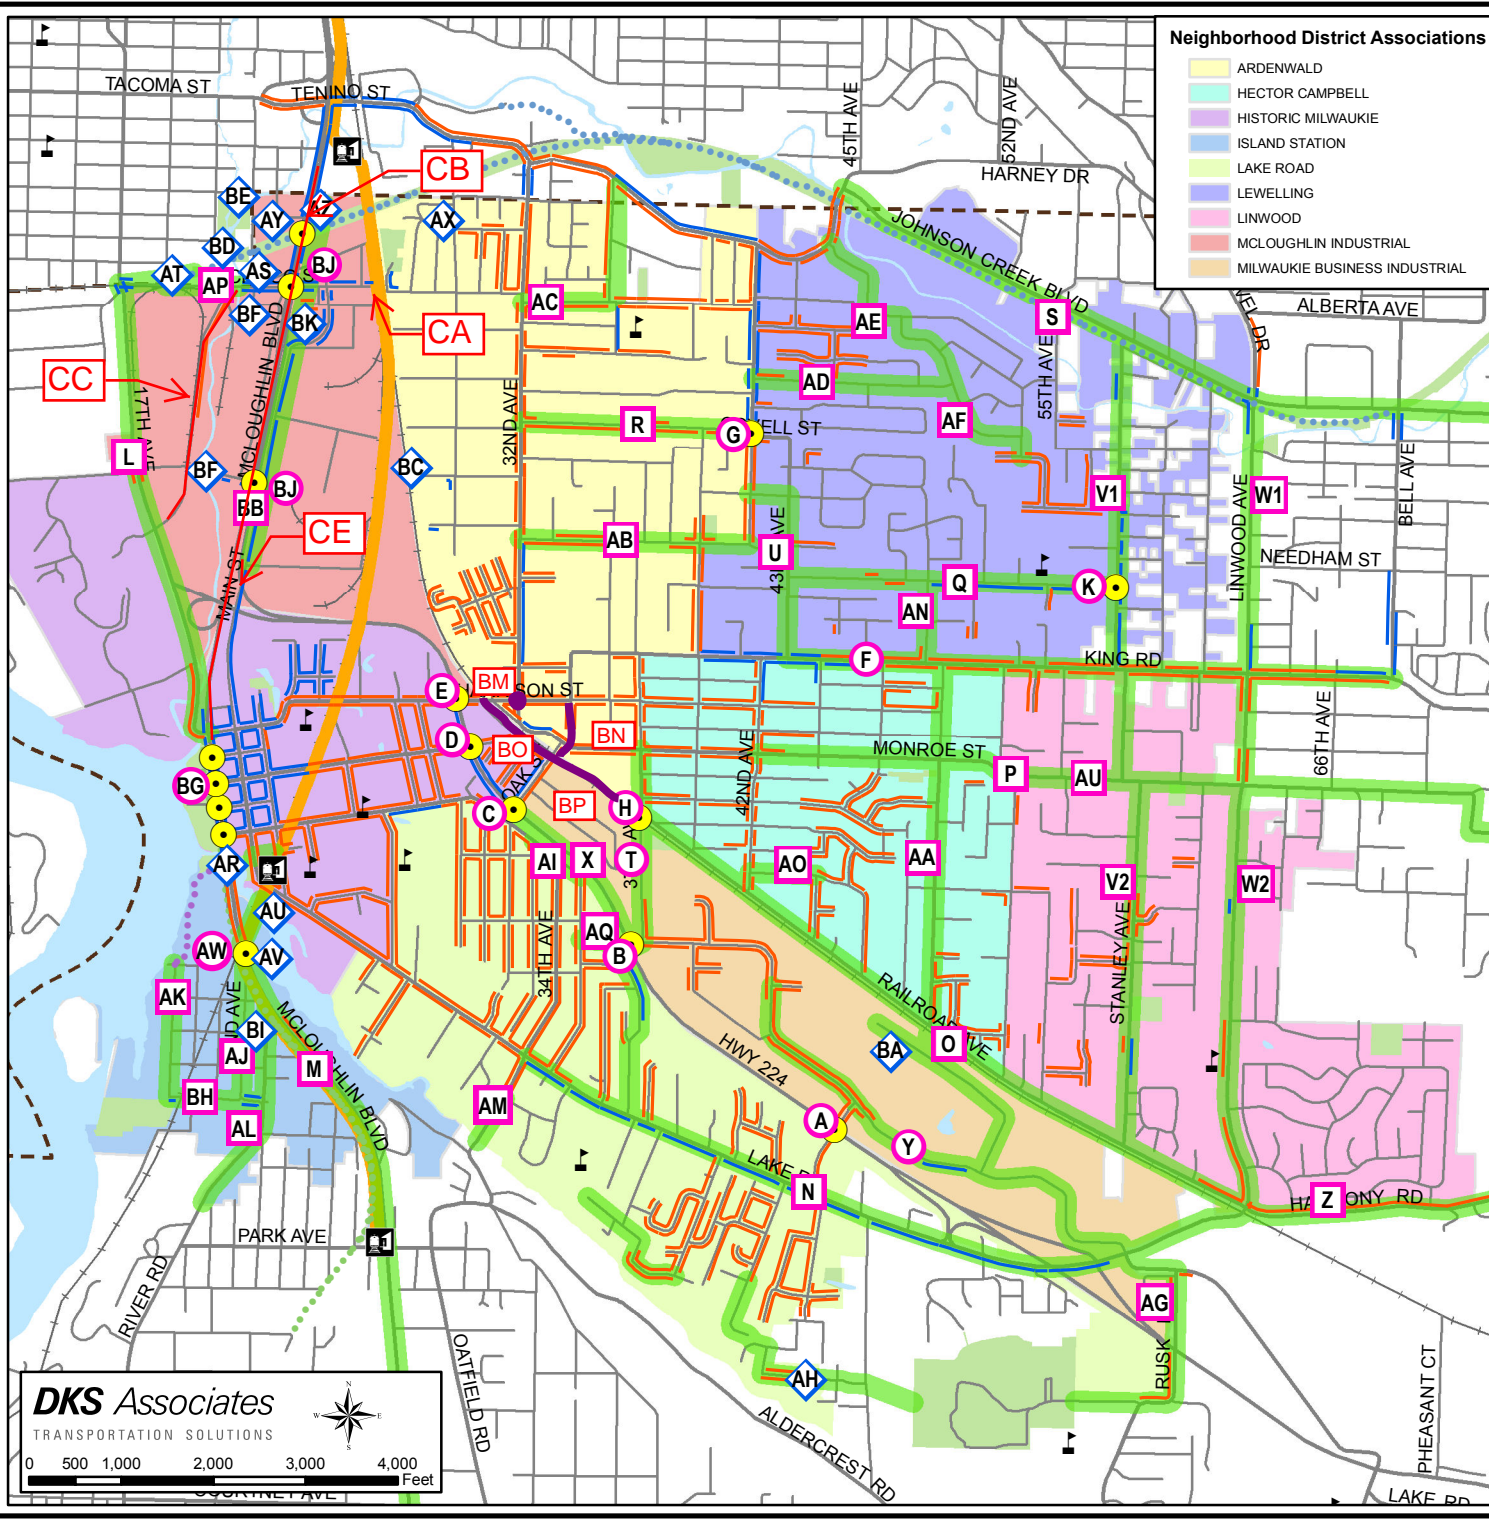 Neighborhood District Associations
ARDENWALD
HECTOR CAMPBELL
HISTORIC MILWAUKIE
ISLAND STATION
LAKE ROAD
LEWELLING
LINWOOD
MCLOUGHLIN INDUSTRIAL
MILWAUKIE BUSINESS INDUSTRIAL
TACOMA ST
TENINO ST
45TH AVE
52ND AVE
HARNEY DR
CB
BE
AY
AZ
AX
BD
JOHNSON CREEK BLVD
AT
AP
AS
BJ
AC
BF
BK
CA
AE
S
ALBERTA AVE
CC
MCLOUGHLIN BLVD
17TH AVE
32ND AVE
AD
55TH AVE
R
G
AF
L
BF
BJ
BC
BB
V1
W1
BELL AVE
CE
AB
U
LINWOOD AVE
NEEDHAM ST
MAIN ST
Q
K
AN
F
KING RD
E
BM
D
BO
BN
MONROE ST
66TH AVE
BG
OAK S
BP
C
H
42ND AVE
P
AU
AR
AI
X
T
AO
AA
V2
W2
AU
AQ
AW
AV
B
34TH AVE
STANLEY AVE
AK
BI
RAILROAD AVE
HWY 224
BA
O
AJ
M
MCLOUGHLIN BLVD
BH
AM
AL
A
Y
N
Z
PARK AVE
RIVER RD
AG
RUSK
OATFIELD RD
AH
ALDERCREST RD
PHEASANT CT
LAKE RD
DKS Associates
TRANSPORTATION SOLUTIONS
N
W E
S
0 500 1,000 2,000 3,000 4,000
Feet